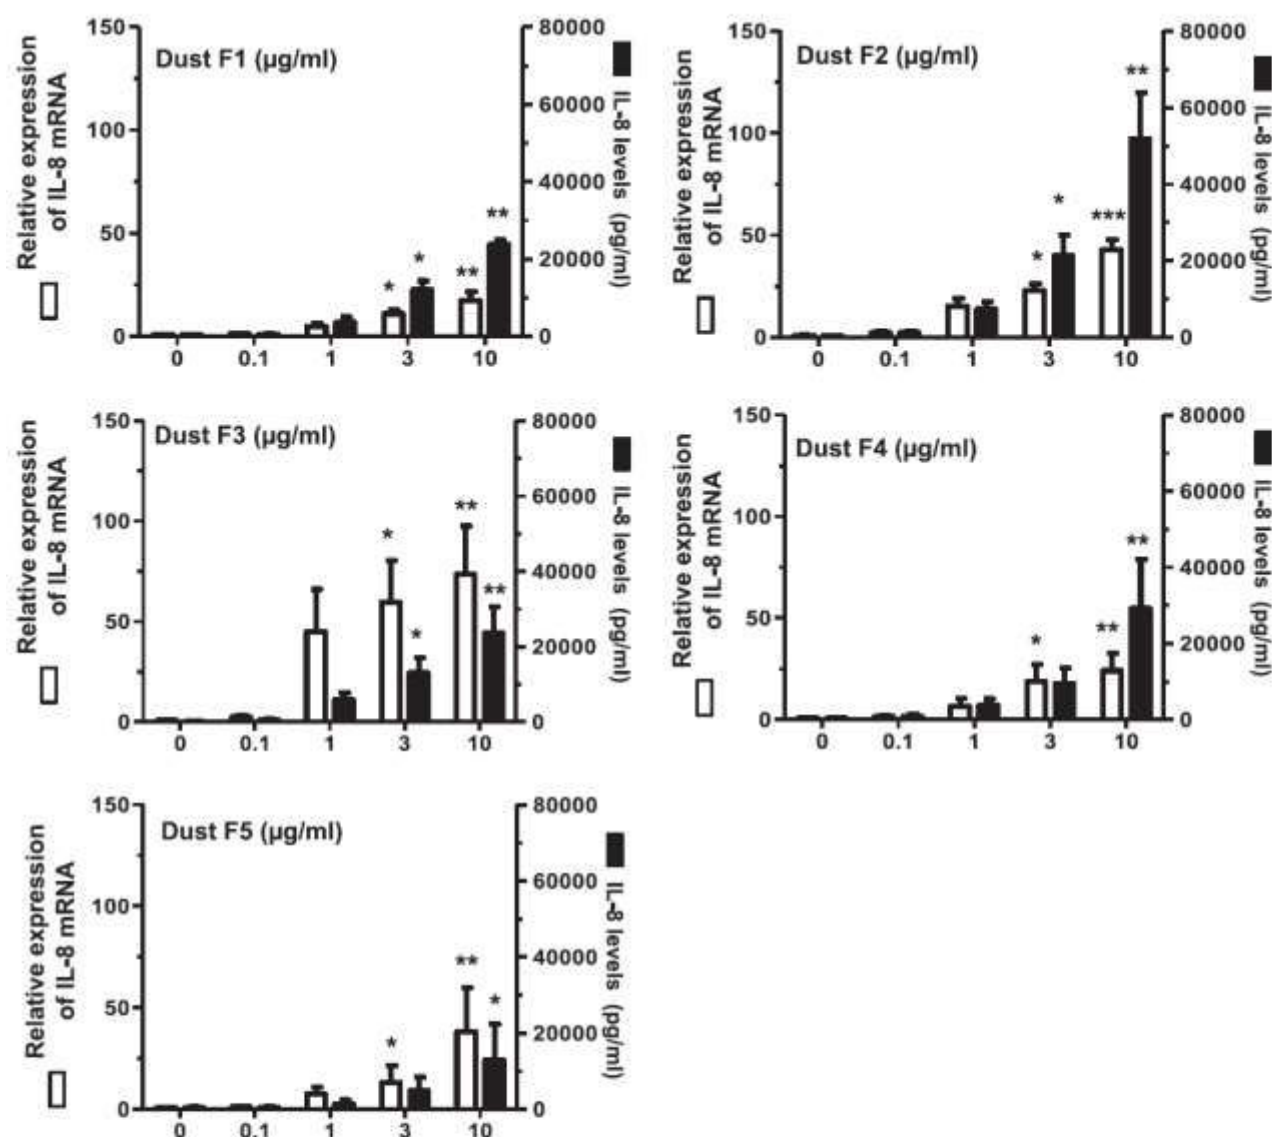 Dust F1 (µg/ml)
Relative expression
of IL-8 mRNA
150
100
50
0
80000
60000
40000
20000
0
IL-8 levels (pg/ml)
* * ** **
0 0.1 1 3 10
Dust F2 (µg/ml)
Relative expression
of IL-8 mRNA
150
100
50
0
80000
60000
40000
20000
0
IL-8 levels (pg/ml)
* * *** **
0 0.1 1 3 10
Dust F3 (µg/ml)
Relative expression
of IL-8 mRNA
150
100
50
0
80000
60000
40000
20000
0
IL-8 levels (pg/ml)
* * ** **
0 0.1 1 3 10
Dust F4 (µg/ml)
Relative expression
of IL-8 mRNA
150
100
50
0
80000
60000
40000
20000
0
IL-8 levels (pg/ml)
* ** **
0 0.1 1 3 10
Dust F5 (µg/ml)
Relative expression
of IL-8 mRNA
150
100
50
0
80000
60000
40000
20000
0
IL-8 levels (pg/ml)
* ** *
0 0.1 1 3 10